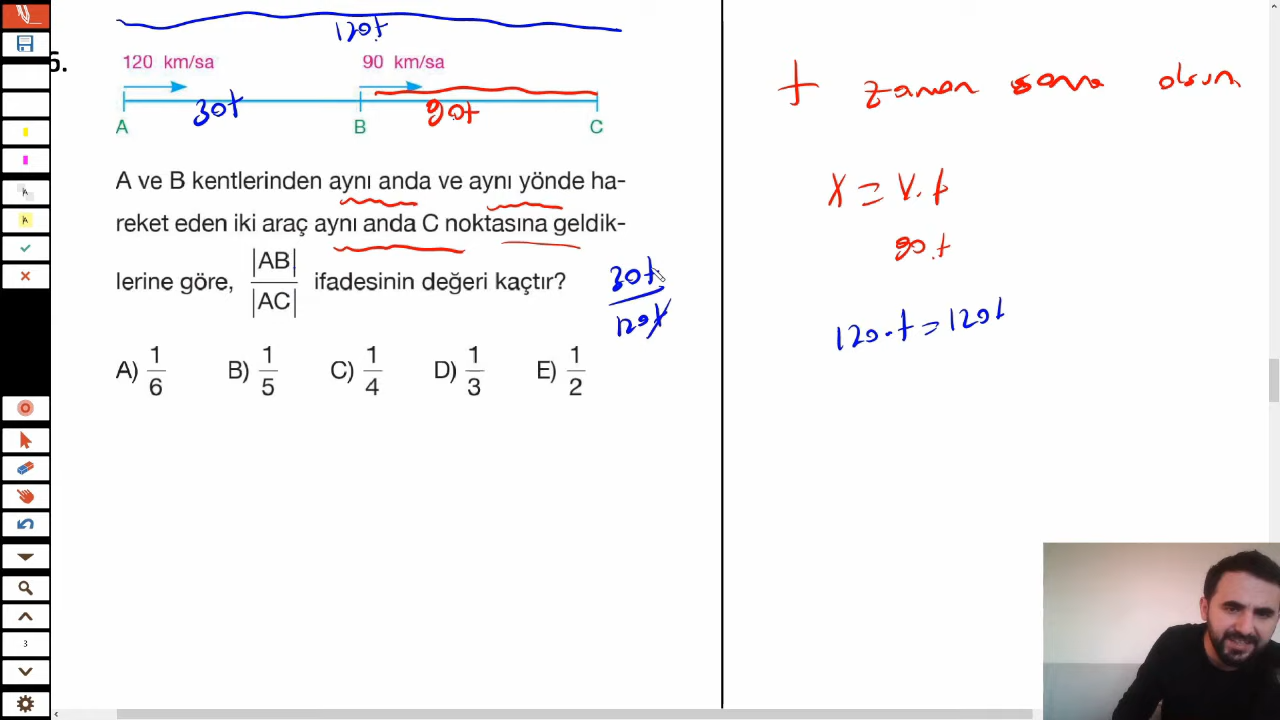 120t
6.
120 km/sa 90 km/sa
30t 90t
A B C
A ve B kentlerinden aynı anda ve aynı yönde ha-
reket eden iki araç aynı anda C noktasına geldik-
lerine göre, |AB| / |AC| ifadesinin değeri kaçtır?
30t / 120t
A) 1/6 B) 1/5 C) 1/4 D) 1/3 E) 1/2
t zaman sonra olsun
X = V.t
90.t
120.t = 120t
3